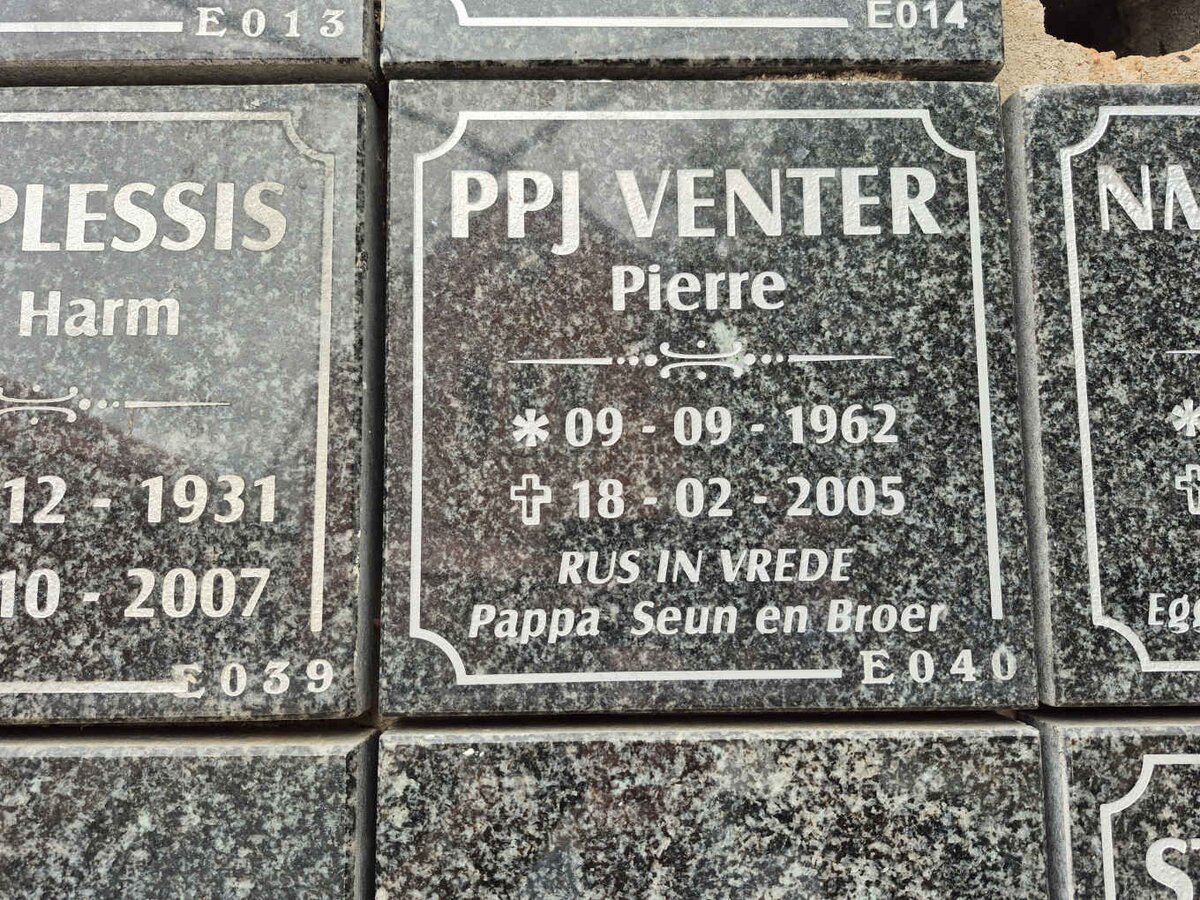 E013
E014
PLESSIS
Harm
12 - 1931
10 - 2007
E039
PPJ VENTER
Pierre
* 09 - 09 - 1962
✝ 18 - 02 - 2005
RUS IN VREDE
Pappa Seun en Broer
E040